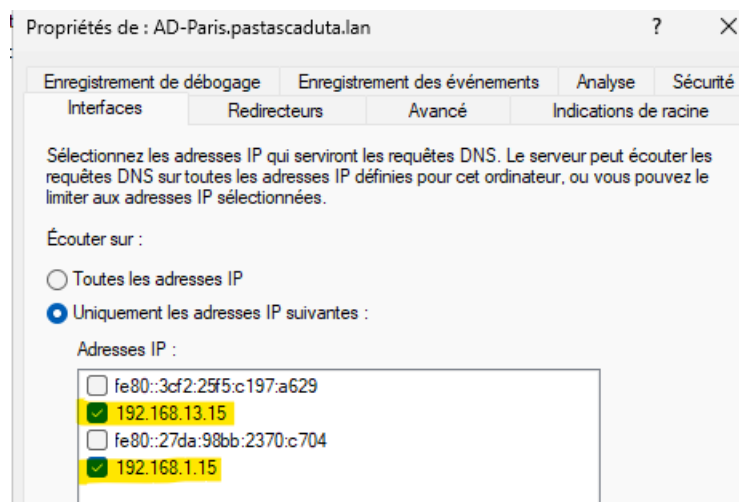 Propriétés de : AD-Paris.pastascaduta.lan ? ×
Enregistrement de débogage Enregistrement des événements Analyse Sécurité
Interfaces Redirecteurs Avancé Indications de racine
Sélectionnez les adresses IP qui serviront les requêtes DNS. Le serveur peut écouter les
requêtes DNS sur toutes les adresses IP définies pour cet ordinateur, ou vous pouvez le
limiter aux adresses IP sélectionnées.
Écouter sur :
Toutes les adresses IP
Uniquement les adresses IP suivantes :
Adresses IP :
fe80::3cf2:25f5:c197:a629
192.168.13.15
fe80::27da:98bb:2370:c704
192.168.1.15